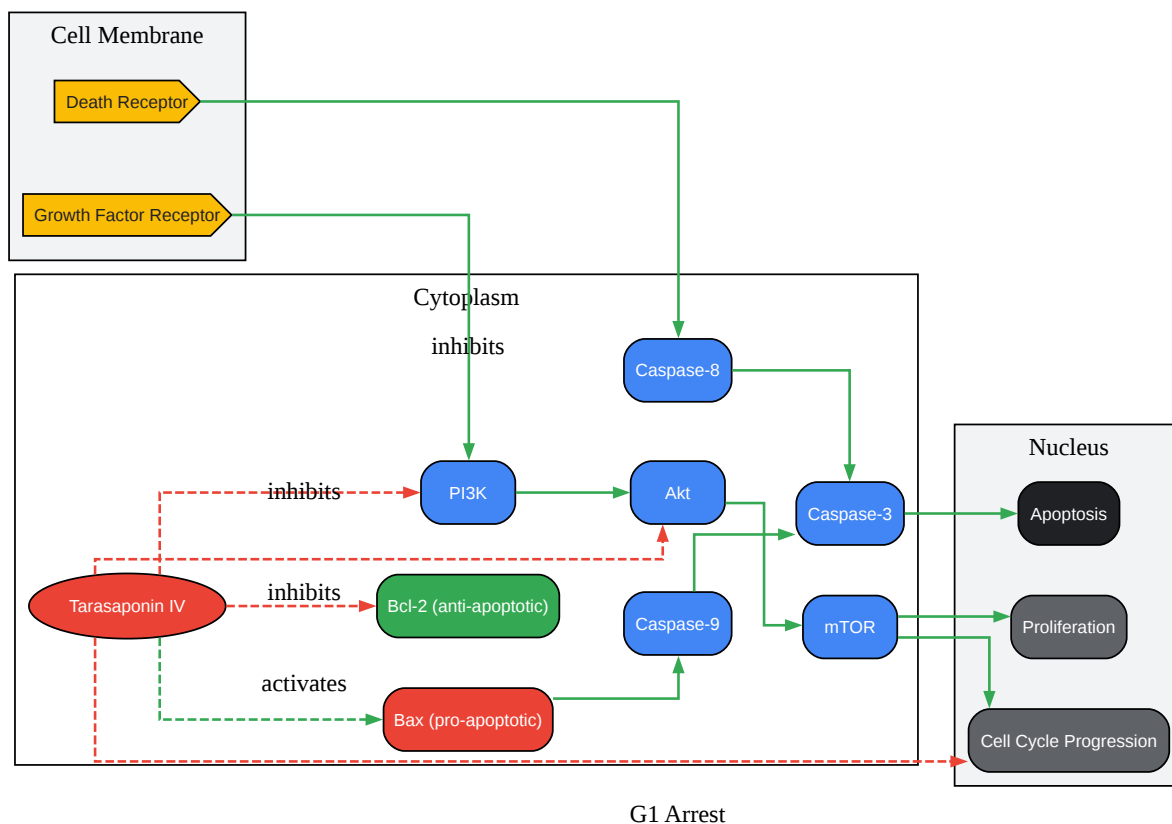 Cell Membrane
Death Receptor
Growth Factor Receptor
Cytoplasm
inhibits
Caspase-8
Nucleus
inhibits
PI3K
Akt
Caspase-3
Apoptosis
Tarasaponin IV
inhibits
Bcl-2 (anti-apoptotic)
Caspase-9
mTOR
Proliferation
activates
Bax (pro-apoptotic)
Cell Cycle Progression
G1 Arrest